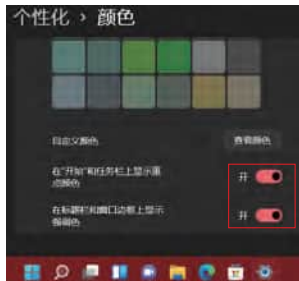 个性化 › 颜色
自定义颜色
查看颜色
在"开始"和任务栏上显示重
点颜色
开
在标题栏和窗口边框上显示
强调色
开